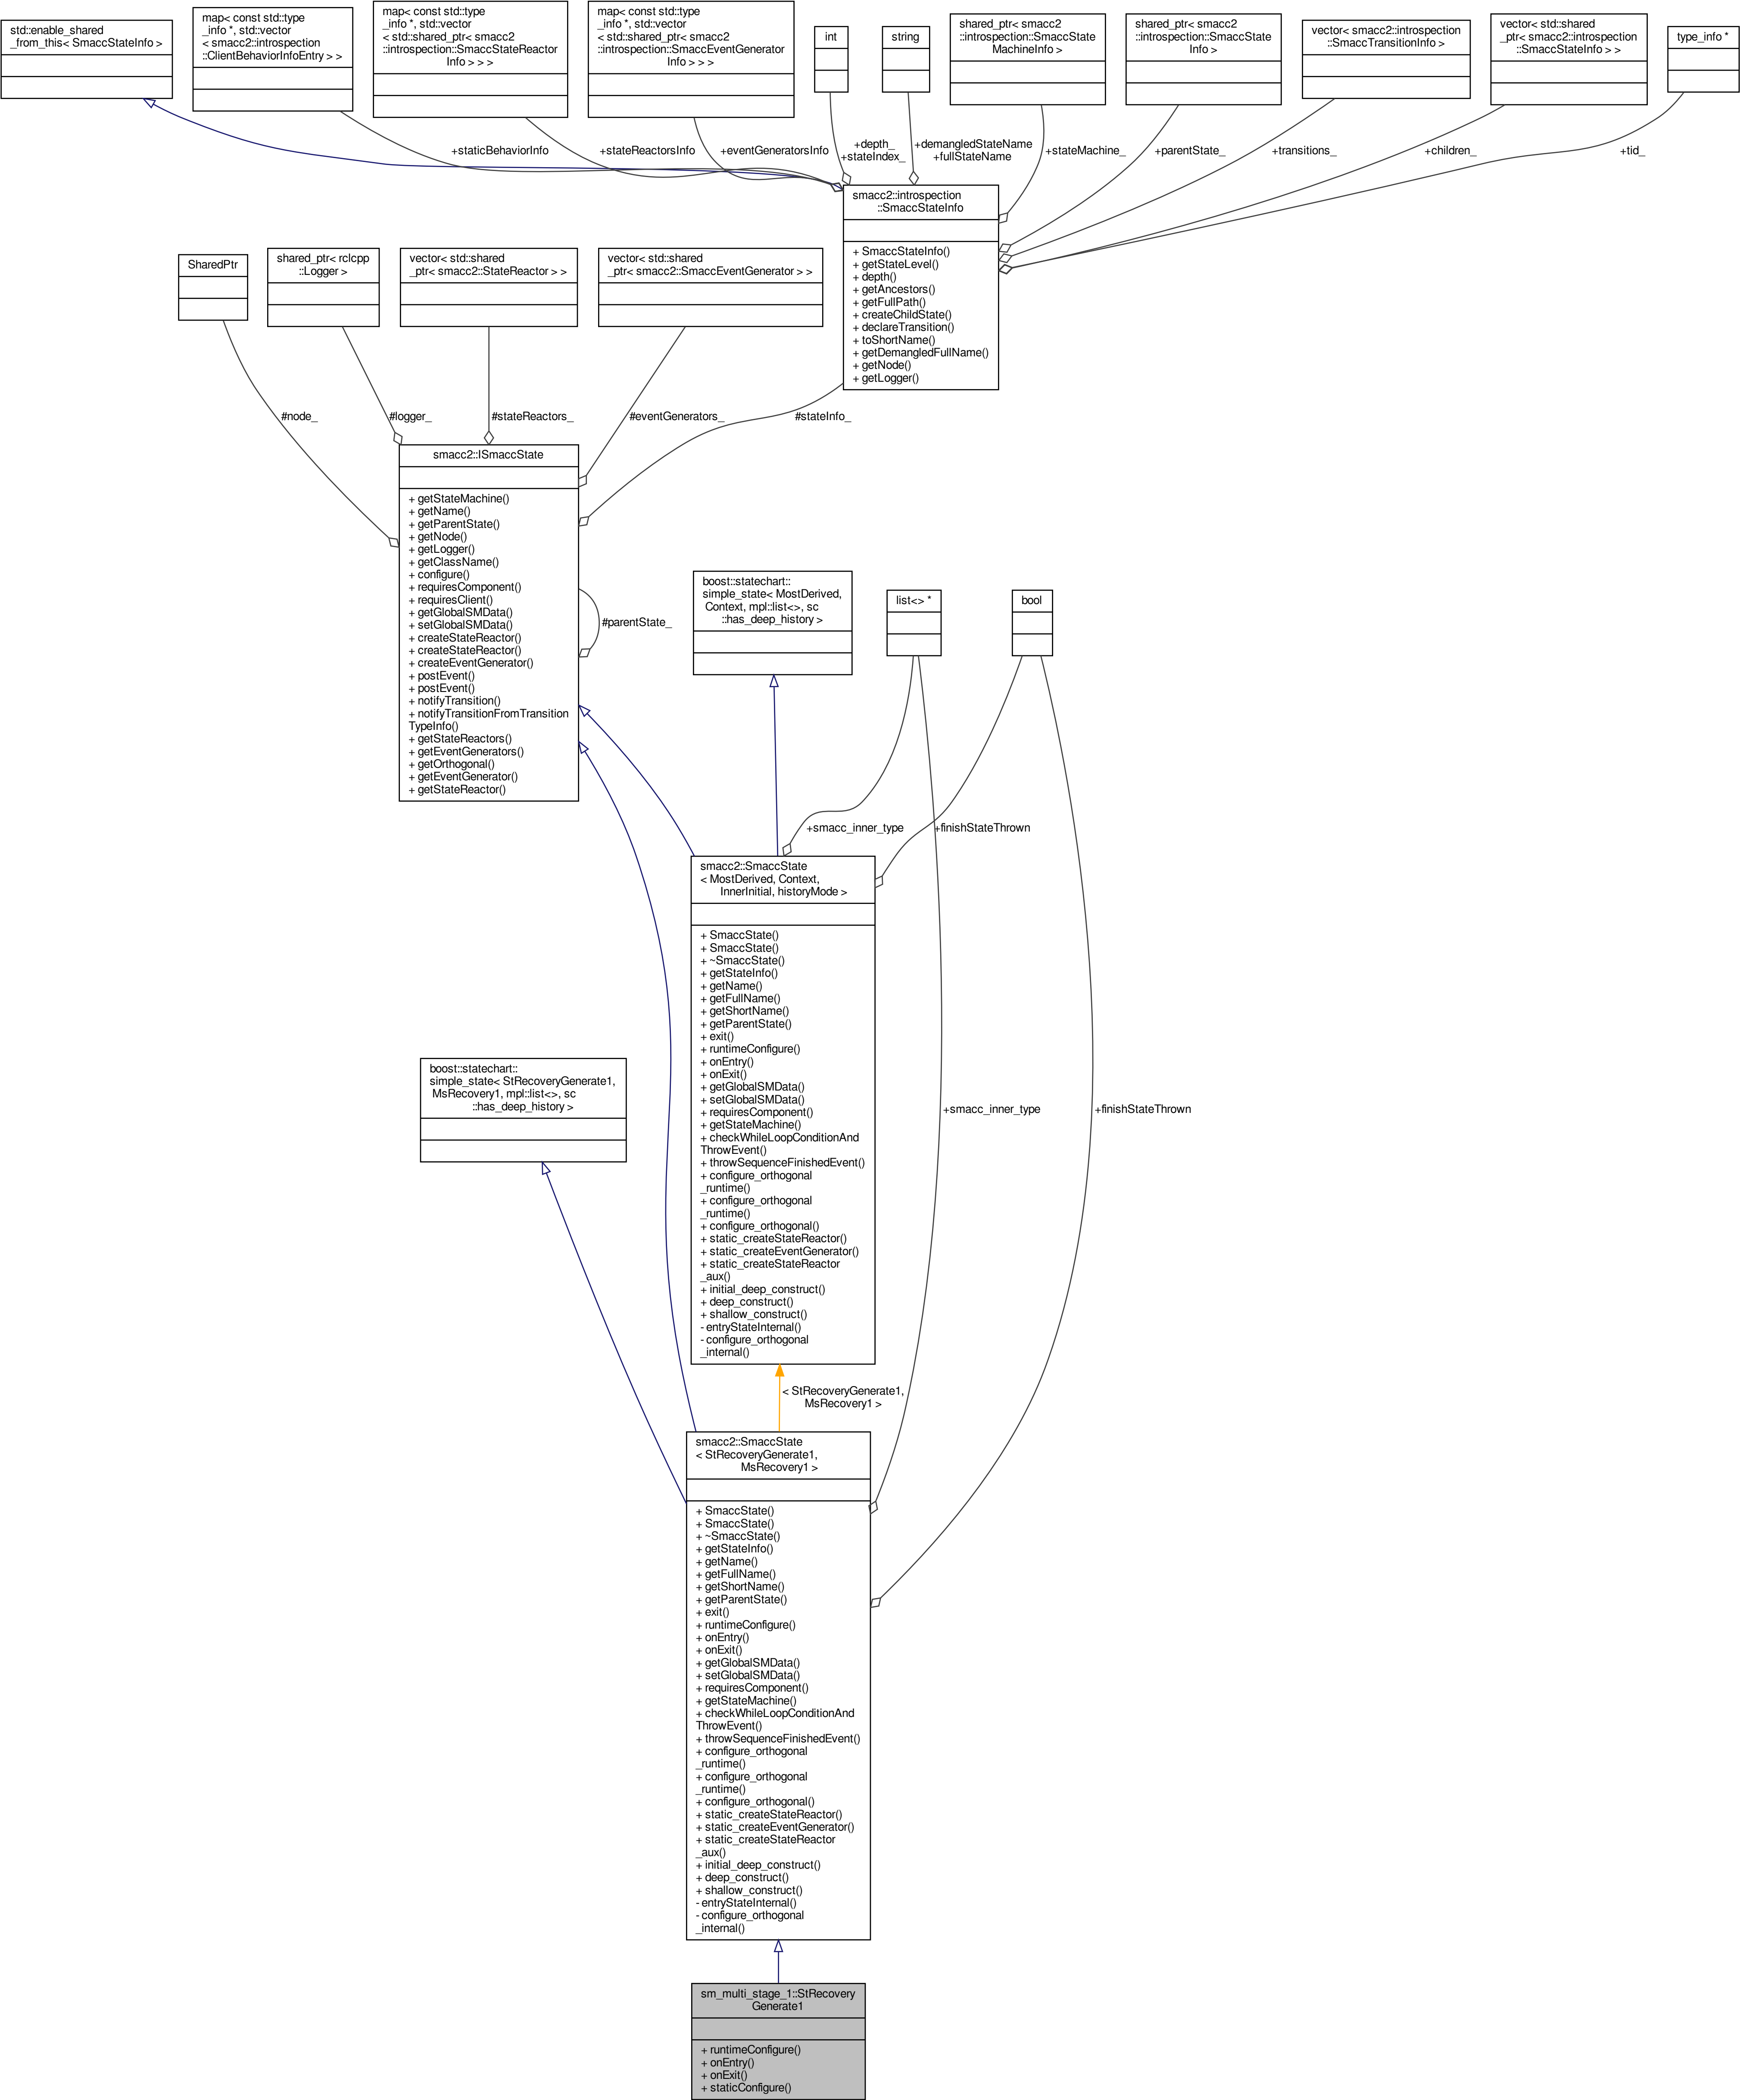 std::enable_shared
_from_this< SmaccStateInfo >
map< const std::type
_info *, std::vector
< smacc2::introspection
::ClientBehaviorInfoEntry > >
map< const std::type
_info *, std::vector
< std::shared_ptr< smacc2
::introspection::SmaccStateReactor
Info > > >
map< const std::type
_info *, std::vector
< std::shared_ptr< smacc2
::introspection::SmaccEventGenerator
Info > > >
int
string
shared_ptr< smacc2
::introspection::SmaccState
MachineInfo >
shared_ptr< smacc2
::introspection::SmaccState
Info >
vector< smacc2::introspection
::SmaccTransitionInfo >
vector< std::shared
_ptr< smacc2::introspection
::SmaccStateInfo > >
type_info *
+staticBehaviorInfo
+stateReactorsInfo
+eventGeneratorsInfo
+depth_
+stateIndex_
+demangledStateName
+fullStateName
+stateMachine_
+parentState_
+transitions_
+children_
+tid_
smacc2::introspection
::SmaccStateInfo
+ SmaccStateInfo()
+ getStateLevel()
+ depth()
+ getAncestors()
+ getFullPath()
+ createChildState()
+ declareTransition()
+ toShortName()
+ getDemangledFullName()
+ getNode()
+ getLogger()
SharedPtr
shared_ptr< rclcpp
::Logger >
vector< std::shared
_ptr< smacc2::StateReactor > >
vector< std::shared
_ptr< smacc2::SmaccEventGenerator > >
#node_
#logger_
#stateReactors_
#eventGenerators_
#stateInfo_
smacc2::ISmaccState
+ getStateMachine()
+ getName()
+ getParentState()
+ getNode()
+ getLogger()
+ getClassName()
+ configure()
+ requiresComponent()
+ requiresClient()
+ getGlobalSMData()
+ setGlobalSMData()
+ createStateReactor()
+ createStateReactor()
+ createEventGenerator()
+ postEvent()
+ postEvent()
+ notifyTransition()
+ notifyTransitionFromTransition
TypeInfo()
+ getStateReactors()
+ getEventGenerators()
+ getOrthogonal()
+ getEventGenerator()
+ getStateReactor()
#parentState_
boost::statechart::
simple_state< MostDerived,
Context, mpl::list<>, sc
::has_deep_history >
list<> *
bool
+smacc_inner_type
+finishStateThrown
smacc2::SmaccState
< MostDerived, Context,
InnerInitial, historyMode >
+ SmaccState()
+ SmaccState()
+ ~SmaccState()
+ getStateInfo()
+ getName()
+ getFullName()
+ getShortName()
+ getParentState()
+ exit()
+ runtimeConfigure()
+ onEntry()
+ onExit()
+ getGlobalSMData()
+ setGlobalSMData()
+ requiresComponent()
+ getStateMachine()
+ checkWhileLoopConditionAnd
ThrowEvent()
+ throwSequenceFinishedEvent()
+ configure_orthogonal
_runtime()
+ configure_orthogonal
_runtime()
+ configure_orthogonal()
+ static_createStateReactor()
+ static_createEventGenerator()
+ static_createStateReactor
_aux()
+ initial_deep_construct()
+ deep_construct()
+ shallow_construct()
- entryStateInternal()
- configure_orthogonal
_internal()
boost::statechart::
simple_state< StRecoveryGenerate1,
MsRecovery1, mpl::list<>, sc
::has_deep_history >
+smacc_inner_type
+finishStateThrown
< StRecoveryGenerate1,
MsRecovery1 >
smacc2::SmaccState
< StRecoveryGenerate1,
MsRecovery1 >
+ SmaccState()
+ SmaccState()
+ ~SmaccState()
+ getStateInfo()
+ getName()
+ getFullName()
+ getShortName()
+ getParentState()
+ exit()
+ runtimeConfigure()
+ onEntry()
+ onExit()
+ getGlobalSMData()
+ setGlobalSMData()
+ requiresComponent()
+ getStateMachine()
+ checkWhileLoopConditionAnd
ThrowEvent()
+ throwSequenceFinishedEvent()
+ configure_orthogonal
_runtime()
+ configure_orthogonal
_runtime()
+ configure_orthogonal()
+ static_createStateReactor()
+ static_createEventGenerator()
+ static_createStateReactor
_aux()
+ initial_deep_construct()
+ deep_construct()
+ shallow_construct()
- entryStateInternal()
- configure_orthogonal
_internal()
sm_multi_stage_1::StRecovery
Generate1
+ runtimeConfigure()
+ onEntry()
+ onExit()
+ staticConfigure()